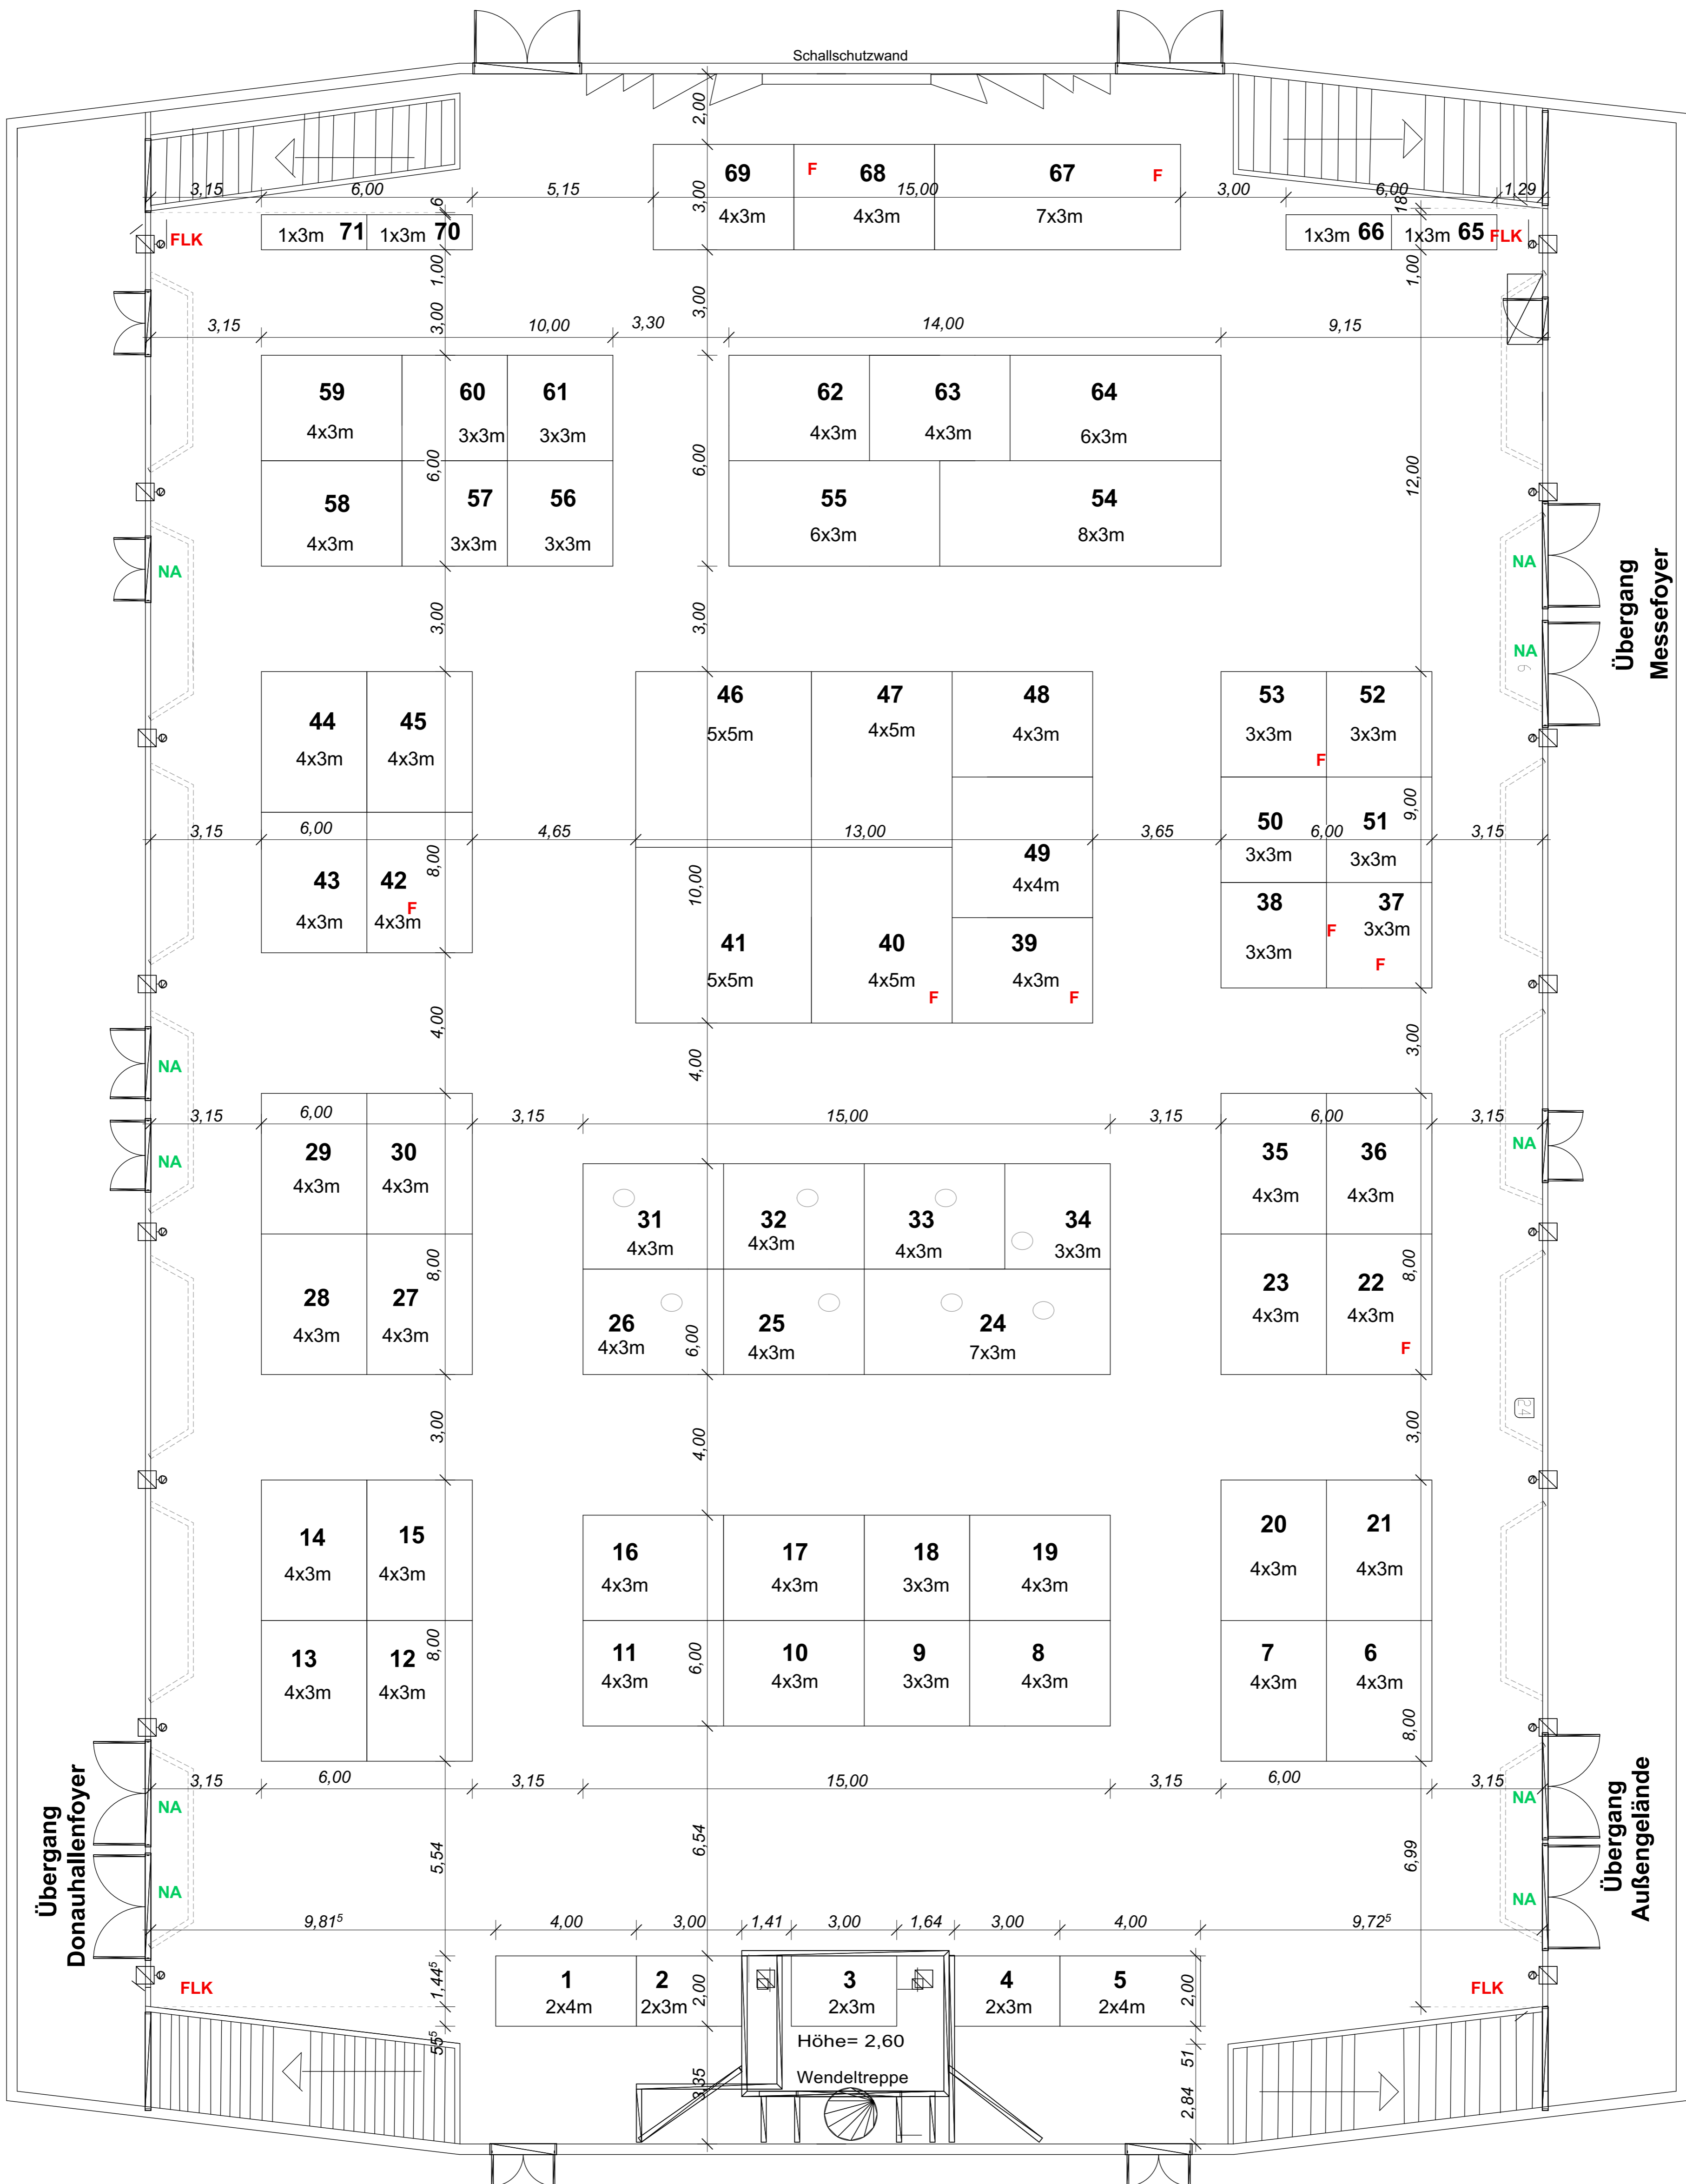 Schallschutzwand
2,00
69
F
68
67
F
3,15
6,00
5,15
3,00
15,00
3,00
6,00
1,29
4x3m
4x3m
7x3m
6
18
FLK
1x3m 71
1x3m 70
1x3m 66
1x3m 65
FLK
1,00
1,00
3,00
3,00
3,15
10,00
3,30
14,00
9,15
59
60
61
62
63
64
4x3m
3x3m
3x3m
4x3m
4x3m
6x3m
6,00
6,00
12,00
58
57
56
55
54
4x3m
3x3m
3x3m
6x3m
8x3m
NA
NA
Übergang
Messefoyer
3,00
3,00
NA
6
44
45
46
47
48
53
52
4x3m
4x3m
5x5m
4x5m
4x3m
3x3m
3x3m
F
9,00
3,15
6,00
4,65
13,00
3,65
50
6,00
51
3,15
3x3m
3x3m
8,00
49
4x4m
10,00
43
42
F
4x3m
4x3m
38
37
F
3x3m
3x3m
F
41
40
39
5x5m
4x5m
4x3m
F
F
4,00
4,00
3,00
NA
3,15
6,00
3,15
15,00
3,15
6,00
3,15
NA
NA
29
30
35
36
4x3m
4x3m
4x3m
4x3m
31
32
33
34
4x3m
4x3m
4x3m
3x3m
8,00
8,00
28
27
23
22
4x3m
4x3m
4x3m
4x3m
F
26
25
24
4x3m
6,00
4x3m
7x3m
3,00
4,00
3,00
24
14
15
16
17
18
19
20
21
4x3m
4x3m
4x3m
4x3m
3x3m
4x3m
4x3m
4x3m
13
12
8,00
11
6,00
10
9
8
7
6
4x3m
4x3m
4x3m
4x3m
3x3m
4x3m
4x3m
4x3m
8,00
3,15
6,00
3,15
15,00
3,15
6,00
3,15
Übergang
Donauhallenfoyer
NA
NA
Übergang
Außengelände
5,54
6,54
6,99
NA
NA
9,81⁵
4,00
3,00
1,41
3,00
1,64
3,00
4,00
9,72⁵
FLK
1,44⁵
1
2
2,00
3
4
5
2,00
FLK
2x4m
2x3m
2x3m
2x3m
2x4m
55⁵
Höhe= 2,60
51
3,35
Wendeltreppe
2,84